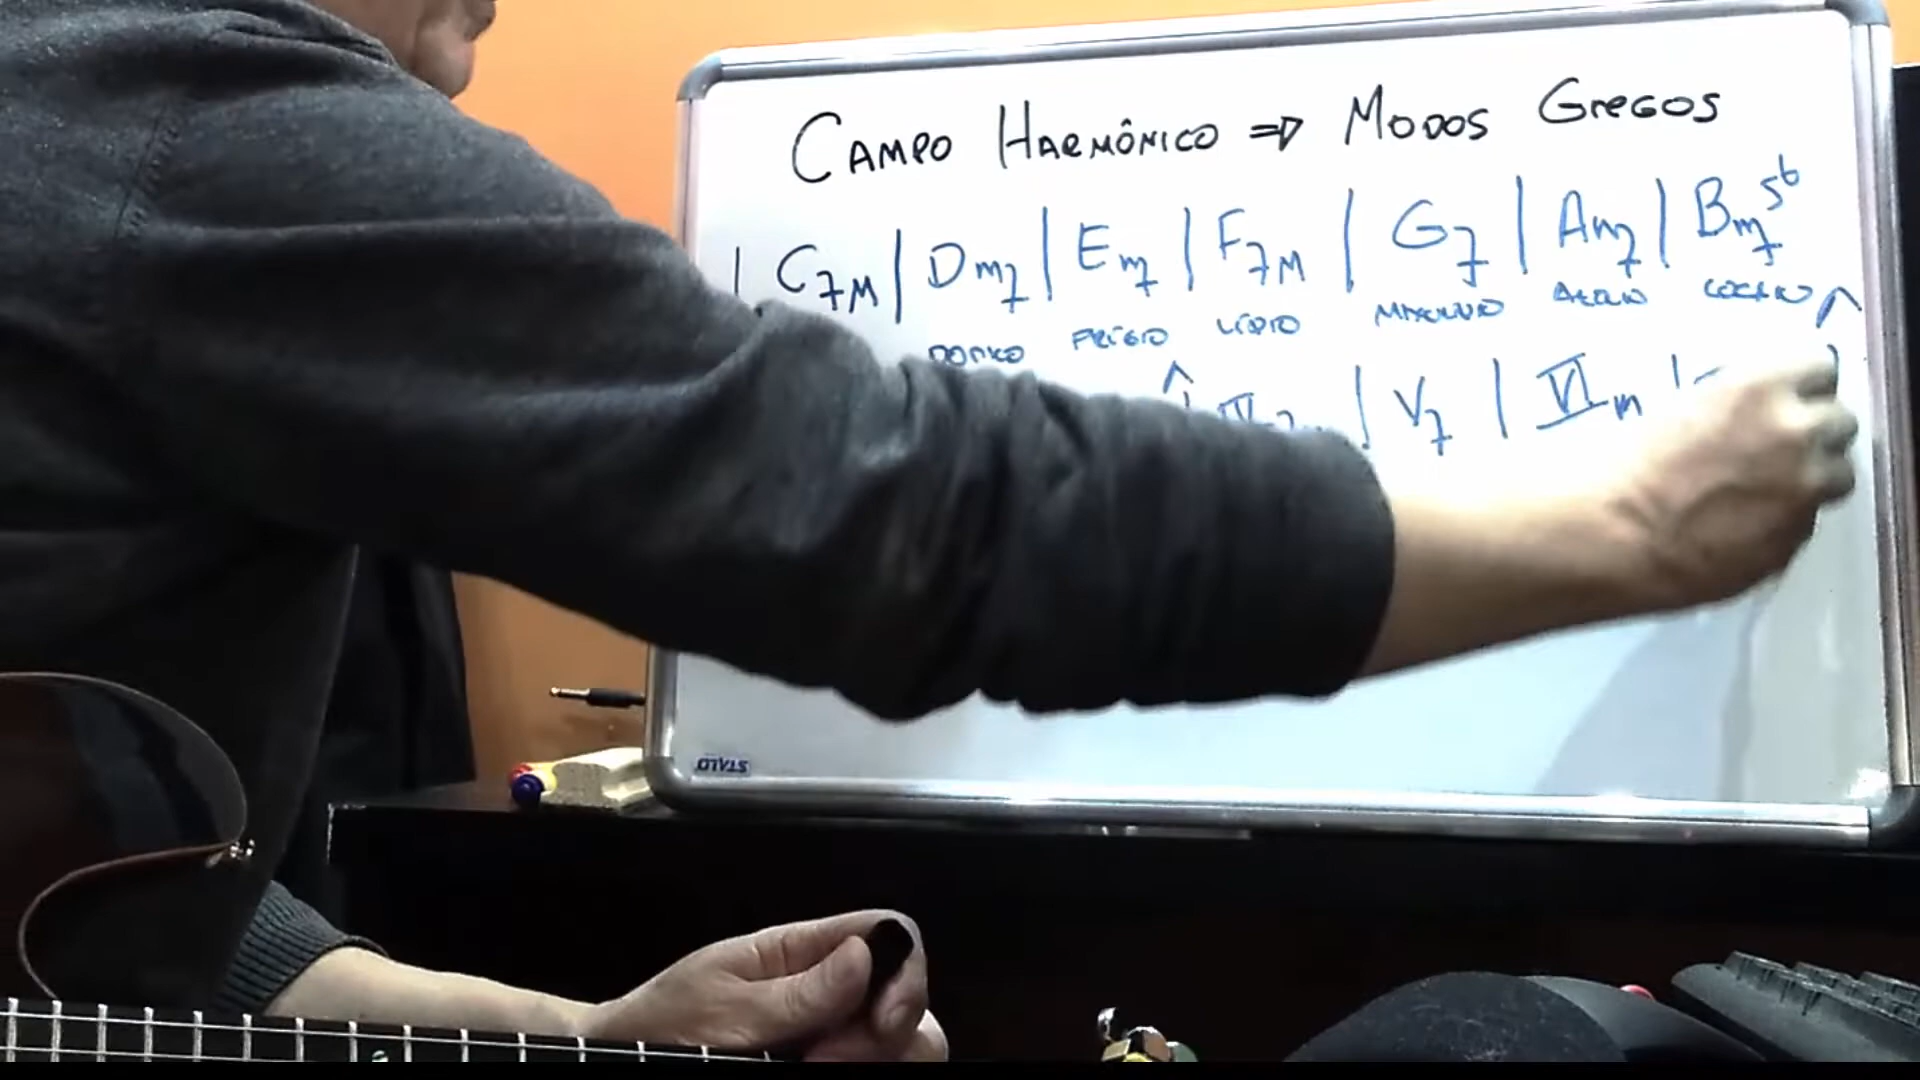 CAMPO HARMÔNICO ⇒ MODOS GREGOS
| C7M | Dm7 | Em7 | F7M | G7 | Am7 | Bm7 5b
DÓRICO FRÍGIO LÍDIO MIXOLÍDIO AEÓLIO LÓCRIO
| V7 | VIm |
STALO